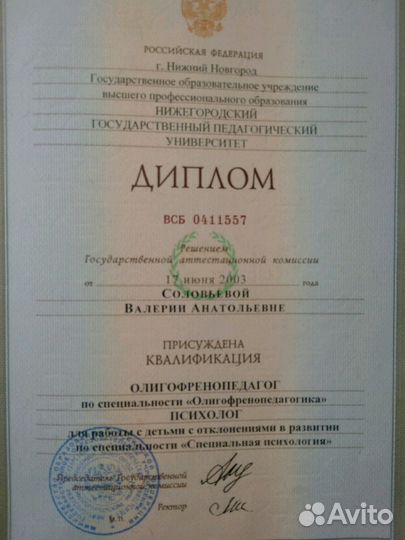 РОССИЙСКАЯ ФЕДЕРАЦИЯ
г. Нижний Новгород
Государственное образовательное учреждение
высшего профессионального образования
НИЖЕГОРОДСКИЙ
ГОСУДАРСТВЕННЫЙ ПЕДАГОГИЧЕСКИЙ
УНИВЕРСИТЕТ
ДИПЛОМ
ВСБ 0411557
Решением
Государственной аттестационной комиссии
от 17 июня 2003 года
СОЛОВЬЕВОЙ
ВАЛЕРИИ АНАТОЛЬЕВНЕ
ПРИСУЖДЕНА
КВАЛИФИКАЦИЯ
ОЛИГОФРЕНОПЕДАГОГ
по специальности «Олигофренопедагогика»
ПСИХОЛОГ
для работы с детьми с отклонениями в развитии
по специальности «Специальная психология»
Председатель Государственной
аттестационной комиссии
Ректор
М.П.
Avito